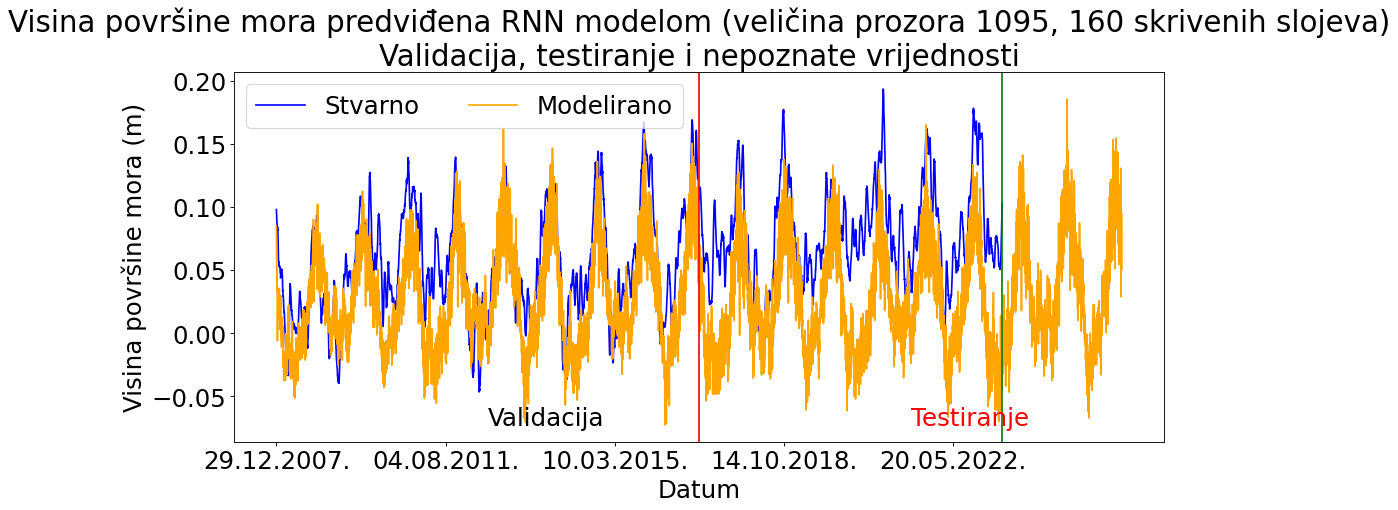 Visina površine mora predviđena RNN modelom (veličina prozora 1095, 160 skrivenih slojeva)
Validacija, testiranje i nepoznate vrijednosti
Stvarno Modelirano
Visina površine mora (m)
0.20
0.15
0.10
0.05
0.00
−0.05
Validacija
Testiranje
29.12.2007. 04.08.2011. 10.03.2015. 14.10.2018. 20.05.2022.
Datum